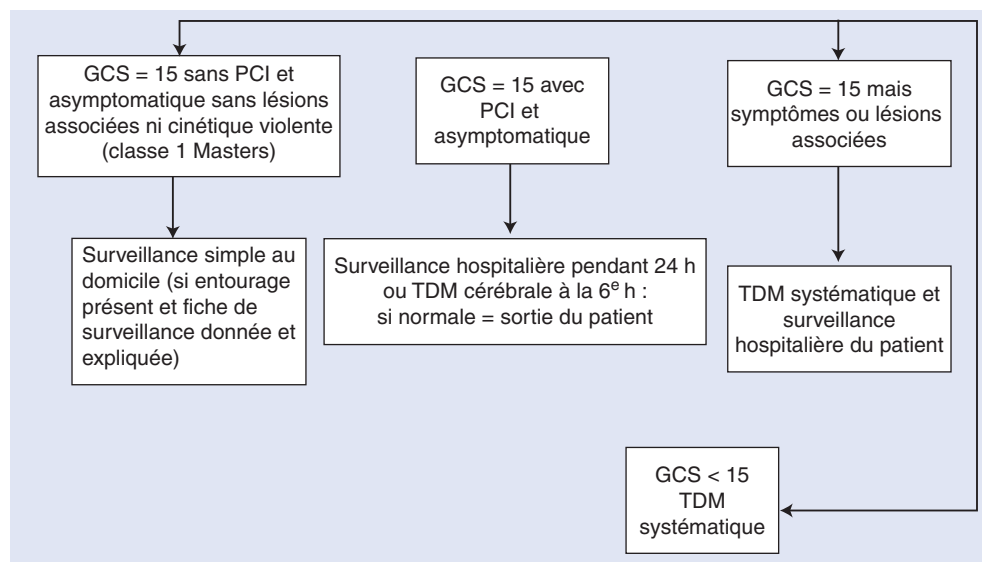 GCS = 15 sans PCI et
asymptomatique sans lésions
associées ni cinétique violente
(classe 1 Masters)
GCS = 15 avec
PCI et
asymptomatique
GCS = 15 mais
symptômes ou lésions
associées
Surveillance simple au
domicile (si entourage
présent et fiche de
surveillance donnée et
expliquée)
Surveillance hospitalière pendant 24 h
ou TDM cérébrale à la 6e h :
si normale = sortie du patient
TDM systématique et
surveillance
hospitalière du patient
GCS < 15
TDM
systématique